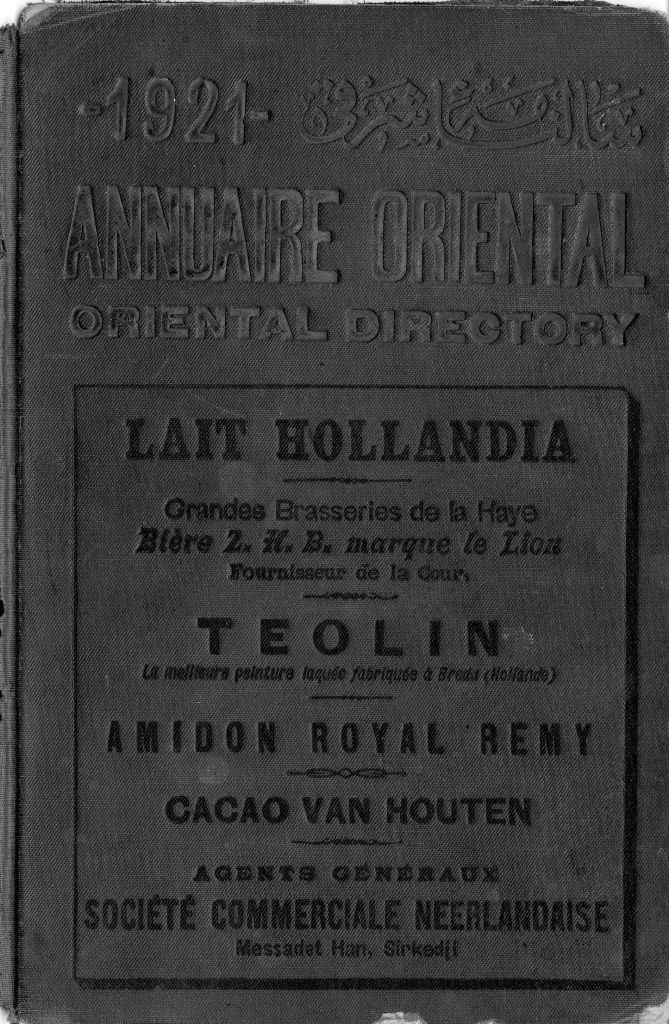 -1921-
ANNUAIRE ORIENTAL
ORIENTAL DIRECTORY
LAIT HOLLANDIA
Grandes Brasseries de la Haye
Bière Z. H. B. marque le Lion
Fournisseur de la Cour,
TEOLIN
La meilleure peinture laquée fabriquée à Breda (Hollande)
AMIDON ROYAL REMY
CACAO VAN HOUTEN
AGENTS GÉNÉRAUX
SOCIÉTÉ COMMERCIALE NEERLANDAISE
Messadet Han, Sirkedji